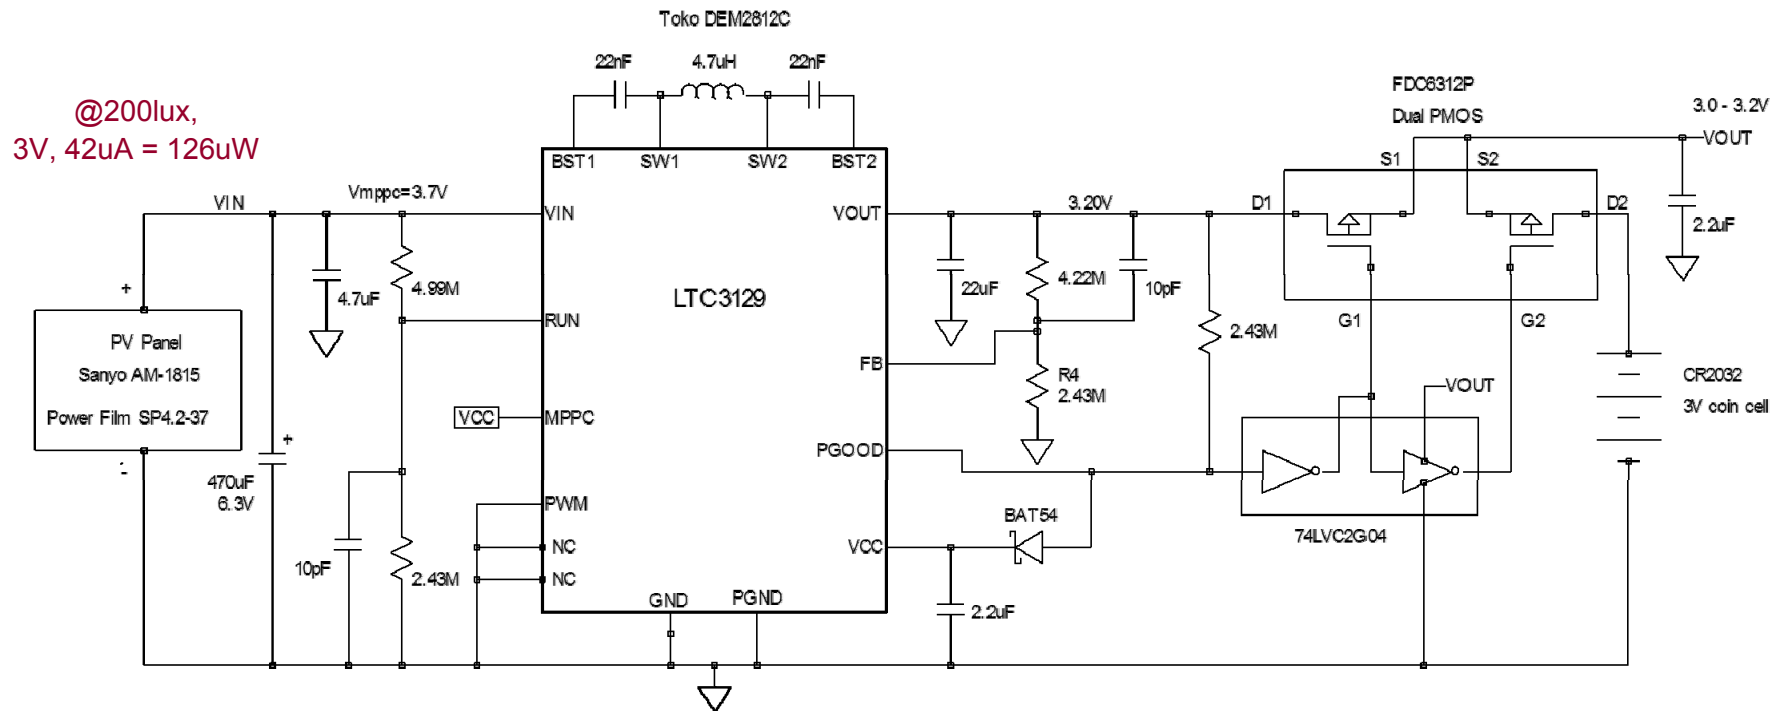 Toko DEM2812C
22nF
4.7uH
22nF
@200lux,
3V, 42uA = 126uW
FDC6312P
Dual PMOS
3.0 - 3.2V
VOUT
BST1
SW1
SW2
BST2
S1
S2
VIN
Vmppc=3.7V
VIN
VOUT
3.20V
D1
D2
2.2uF
+
4.7uF
4.99M
LTC3129
22uF
4.22M
10pF
RUN
G1
G2
2.43M
PV Panel
Sanyo AM-1815
Power Film SP4.2-37
FB
R4
2.43M
VOUT
CR2032
3V coin cell
VCC
MPPC
PGOOD
+
-
470uF
6.3V
PWM
BAT54
74LVC2G04
NC
VCC
10pF
2.43M
NC
GND
PGND
2.2uF